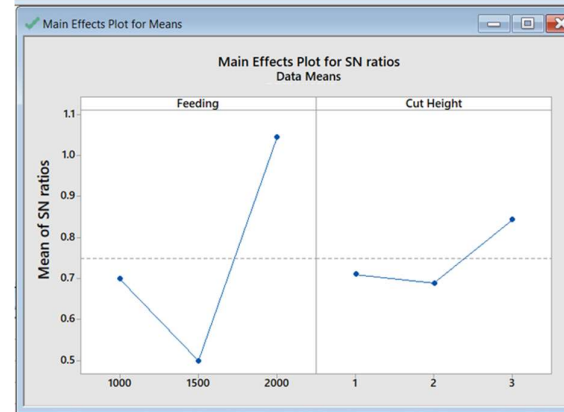 Main Effects Plot for Means
Main Effects Plot for SN ratios
Data Means
Feeding
Cut Height
Mean of SN ratios
1.1
1.0
0.9
0.8
0.7
0.6
0.5
1000 1500 2000 1 2 3